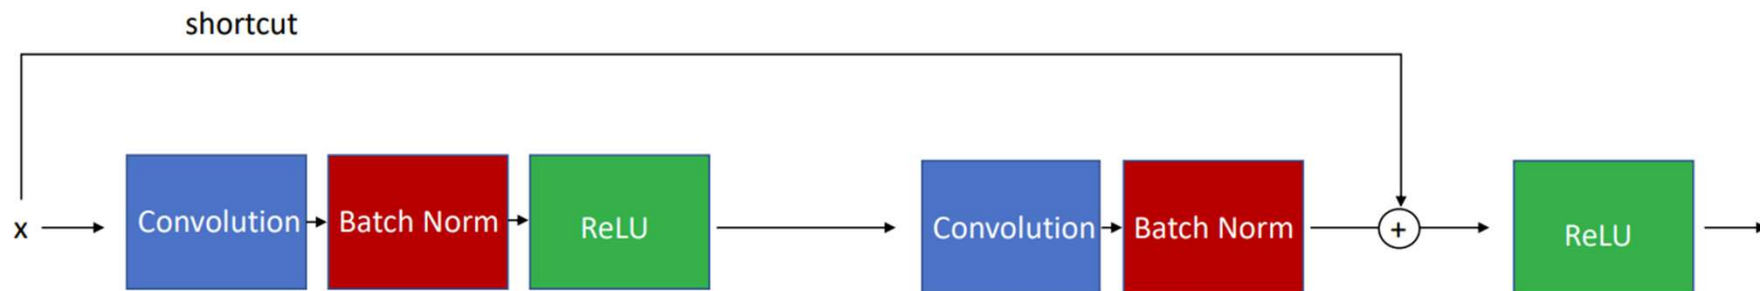 shortcut
x
Convolution
Batch Norm
ReLU
Convolution
Batch Norm
+
ReLU